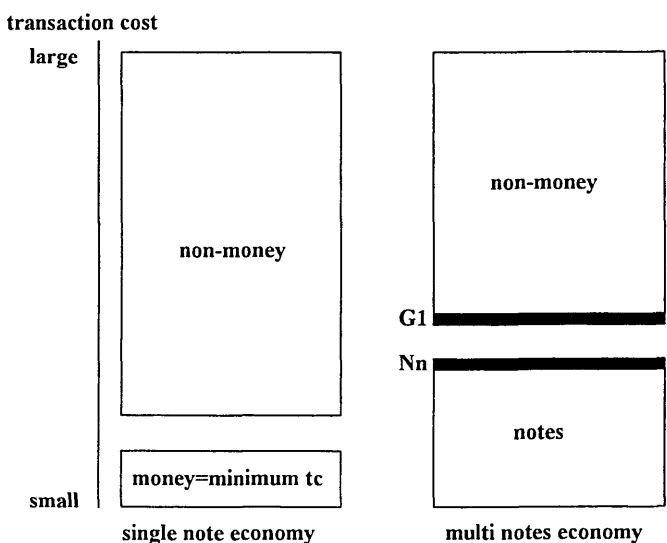 transaction cost
large
non-money
non-money
G1
Nn
notes
money=minimum tc
small
single note economy
multi notes economy